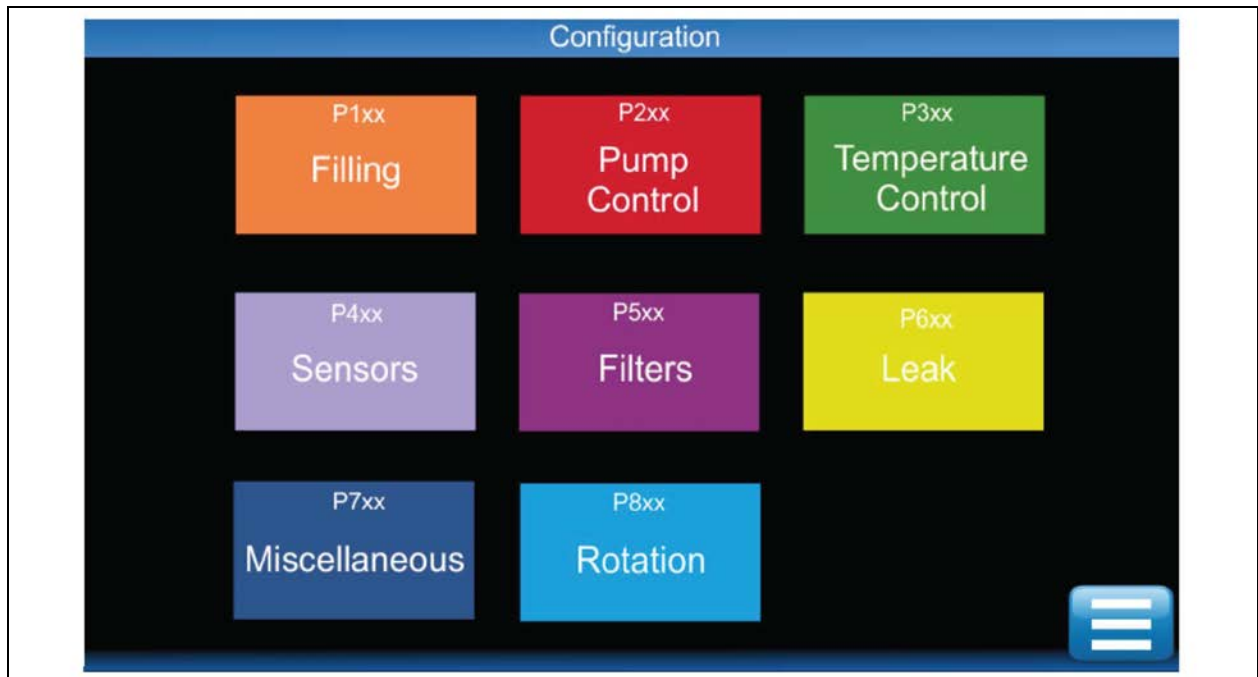 Configuration
P1xx
Filling
P2xx
Pump
Control
P3xx
Temperature
Control
P4xx
Sensors
P5xx
Filters
P6xx
Leak
P7xx
Miscellaneous
P8xx
Rotation